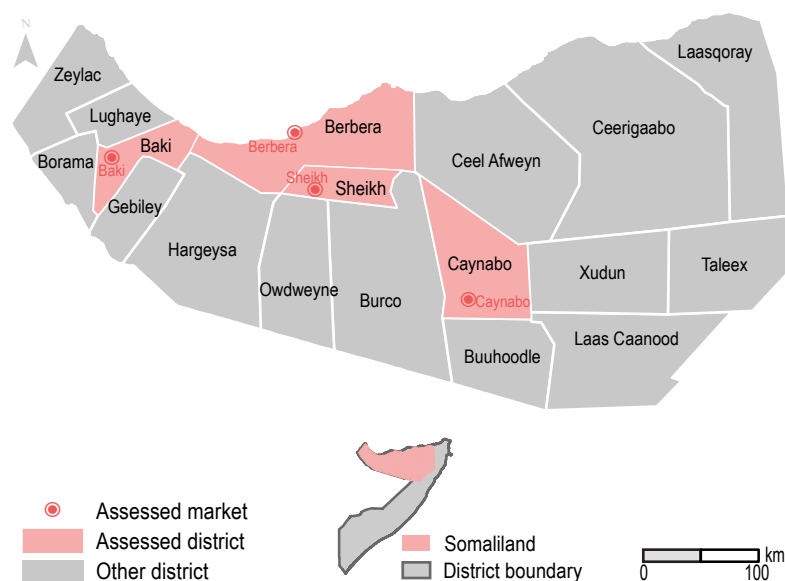 N
Laasqoray
Zeylac
Lughaye
Berbera
Ceerigaabo
Berbera
Baki
Borama
Baki
Ceel Afweyn
Sheikh
Sheikh
Gebiley
Hargeysa
Caynabo
Xudun
Taleex
Owdweyne
Burco
Caynabo
Laas Caanood
Buuhoodle
Assessed market
Assessed district
Other district
Somaliland
District boundary
km
0
100